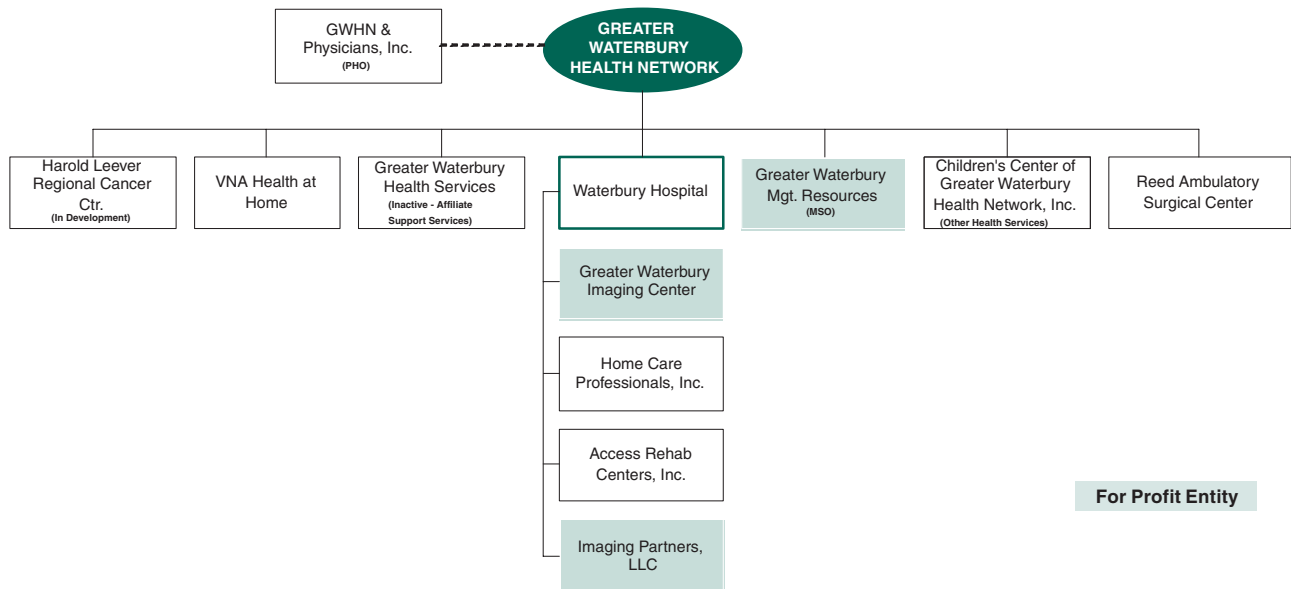 GWHN &
Physicians, Inc.
(PHO)
GREATER
WATERBURY
HEALTH NETWORK
Harold Leever
Regional Cancer
Ctr.
(In Development)
VNA Health at
Home
Greater Waterbury
Health Services
(Inactive - Affiliate
Support Services)
Waterbury Hospital
Greater Waterbury
Mgt. Resources
(MSO)
Children's Center of
Greater Waterbury
Health Network, Inc.
(Other Health Services)
Reed Ambulatory
Surgical Center
Greater Waterbury
Imaging Center
Home Care
Professionals, Inc.
Access Rehab
Centers, Inc.
For Profit Entity
Imaging Partners,
LLC